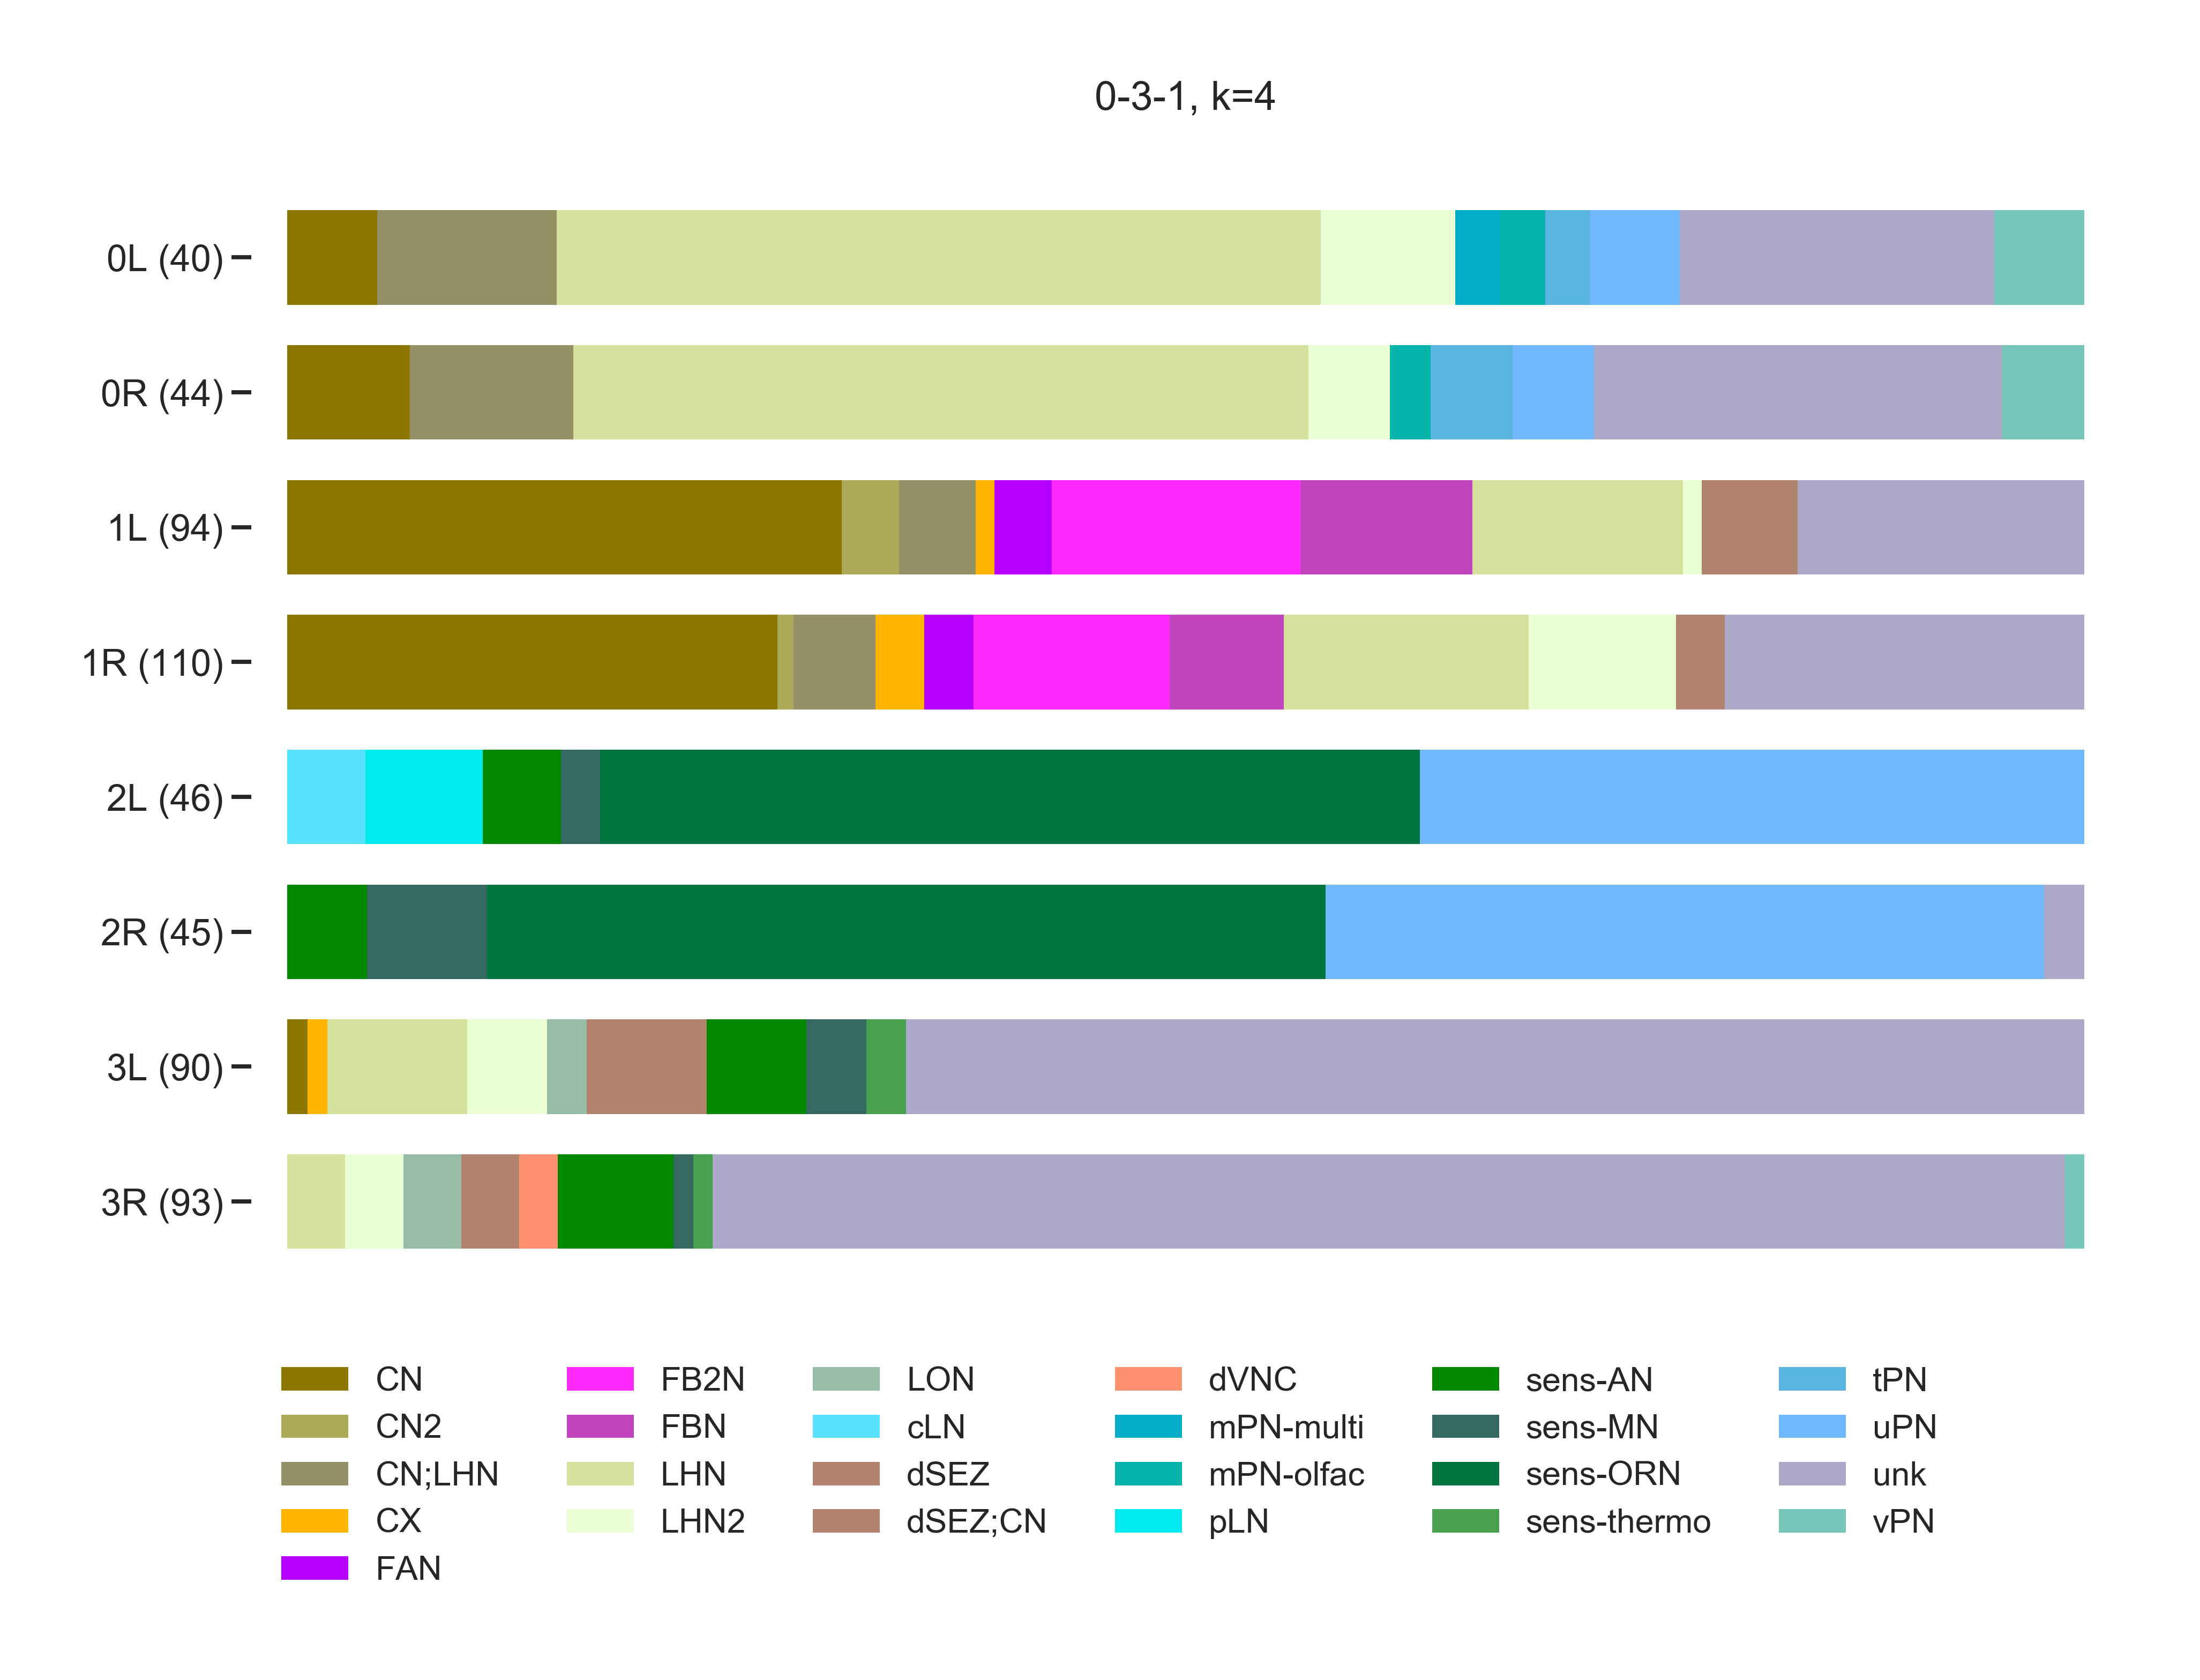 0-3-1, k=4
0L (40)
0R (44)
1L (94)
1R (110)
2L (46)
2R (45)
3L (90)
3R (93)
CN FB2N LON dVNC sens-AN tPN
CN2 FBN cLN mPN-multi sens-MN uPN
CN;LHN LHN dSEZ mPN-olfac sens-ORN unk
CX LHN2 dSEZ;CN pLN sens-thermo vPN
FAN